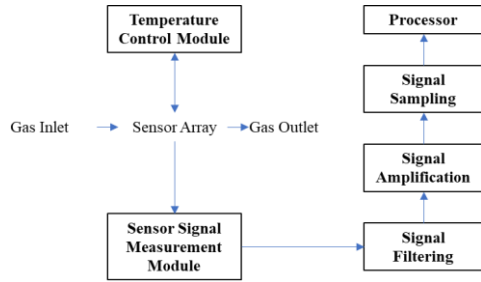 Temperature
Control Module
Processor
Signal
Sampling
Gas Inlet
Sensor Array
Gas Outlet
Signal
Amplification
Sensor Signal
Measurement
Module
Signal
Filtering